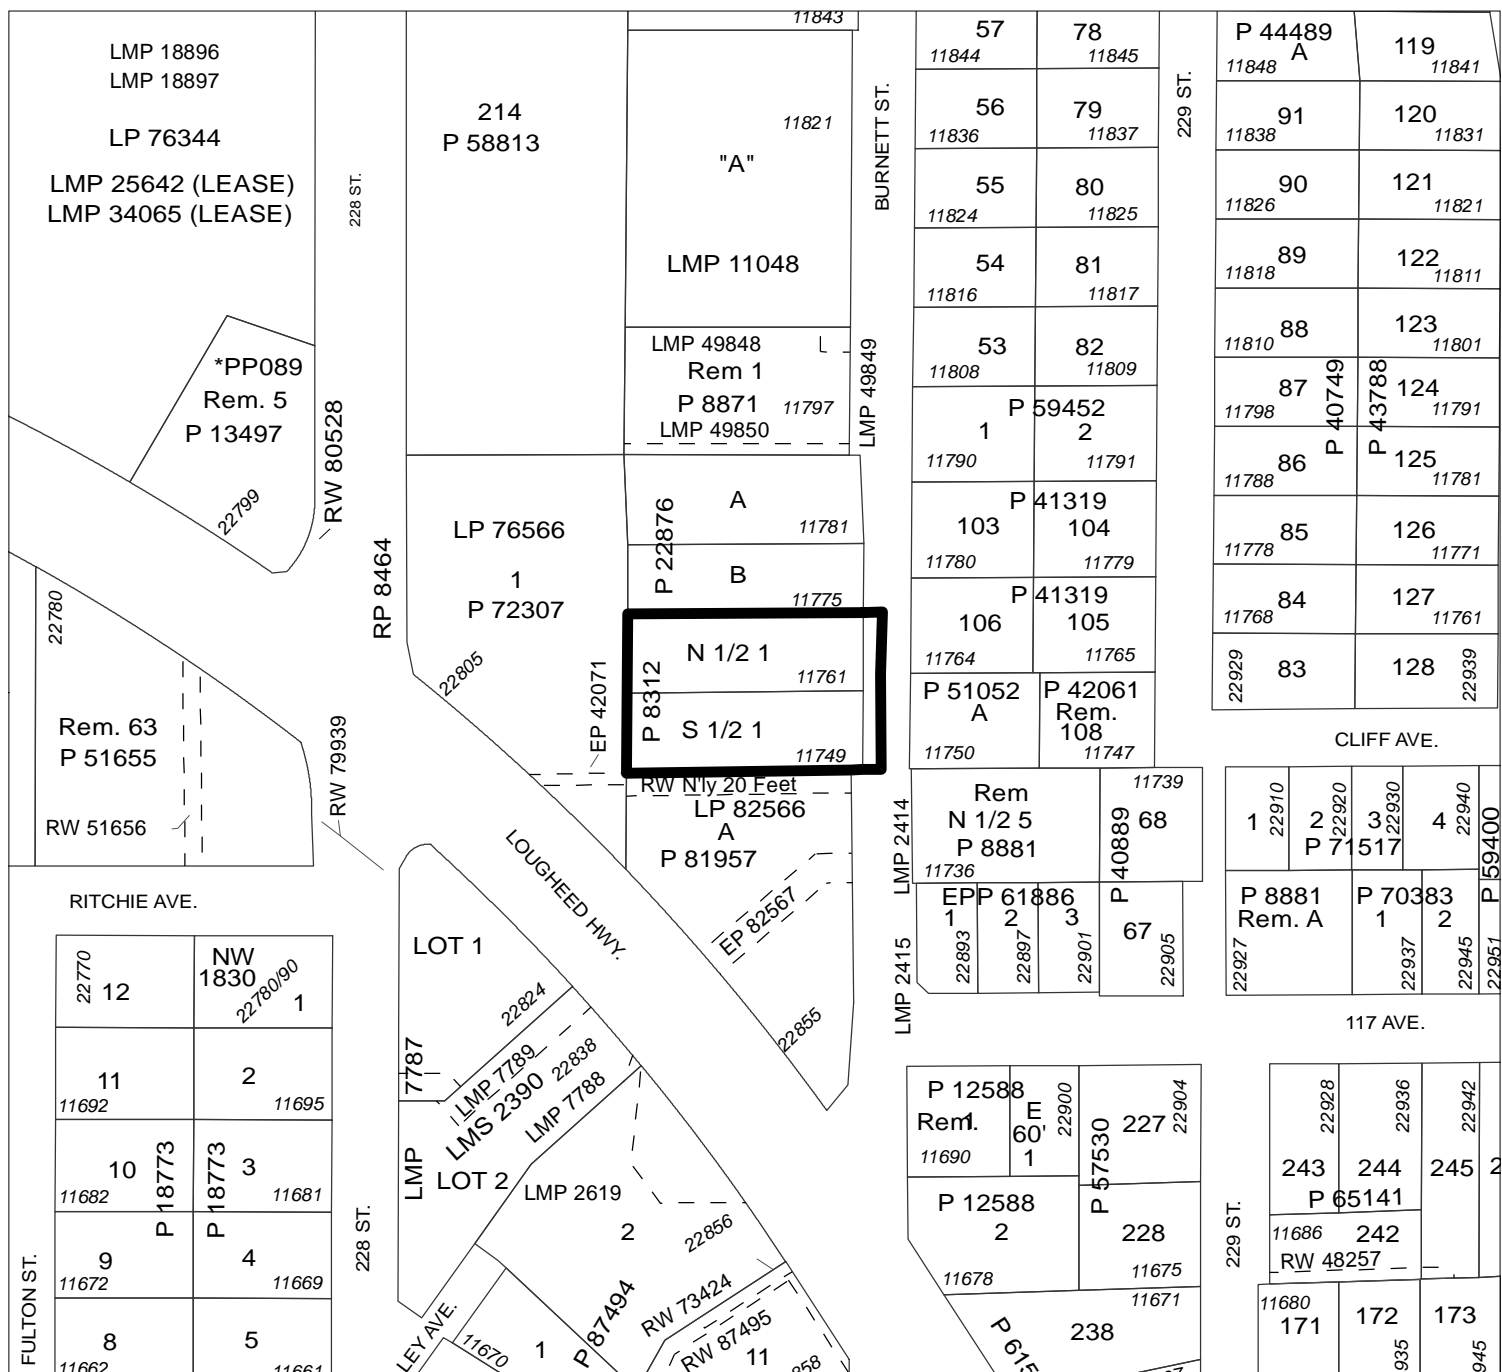 11843
LMP 18896
LMP 18897
LP 76344
LMP 25642 (LEASE)
LMP 34065 (LEASE)
228 ST.
214
P 58813
11821
"A"
LMP 11048
BURNETT ST.
57
11844
78
11845
56
11836
79
11837
55
11824
80
11825
54
11816
81
11817
53
11808
82
11809
229 ST.
P 44489
A
11848
119
11841
91
11838
120
11831
90
11826
121
11821
89
11818
122
11811
88
11810
123
11801
87
11798
P 40749
P 43788
124
11791
86
11788
125
11781
85
11778
126
11771
84
11768
127
11761
22929
83
128
22939
*PP089
Rem. 5
P 13497
22799
RW 80528
LMP 49848
Rem 1
P 8871
11797
LMP 49850
LMP 49849
P 59452
1
11790
2
11791
P 41319
103
11780
104
11779
P 41319
106
11764
105
11765
P 51052
A
11750
P 42061
Rem.
108
11747
RP 8464
LP 76566
1
P 72307
22805
EP 42071
P 22876
A
11781
B
11775
P 8312
N 1/2 1
11761
S 1/2 1
11749
RW N'ly 20 Feet
LP 82566
A
P 81957
EP 82567
22855
22780
Rem. 63
P 51655
RW 51656
RW 79939
CLIFF AVE.
LMP 2414
Rem
N 1/2 5
P 8881
11736
11739
P 40889
68
1
22910
2
22920
3
22930
4
22940
P 71517
P 59400
RITCHIE AVE.
LOUGHEED HWY.
EPP 61886
1
22893
2
22897
3
22901
67
22905
P 8881
Rem. A
22927
P 70383
1
22937
2
22945
22951
LMP 2415
117 AVE.
22770
12
NW
1830
22780/90
1
LOT 1
22824
11
11692
2
11695
10
11682
P 18773
P 18773
3
11681
9
11672
4
11669
8
11662
5
11661
FULTON ST.
228 ST.
7787
LMP
LMP 7789
22838
LMS 2390
LMP 7788
LOT 2
LMP 2619
2
22856
P 87494
RW 73424
RW 87495
11
LEY AVE.
11670
1
P 12588
Rem.
1
11690
E
60'
1
22900
P 57530
227
22904
P 12588
2
11678
228
11675
11671
238
229 ST.
22928
22936
22942
243
244
245
P 65141
11686
242
RW 48257
11680
171
172
173